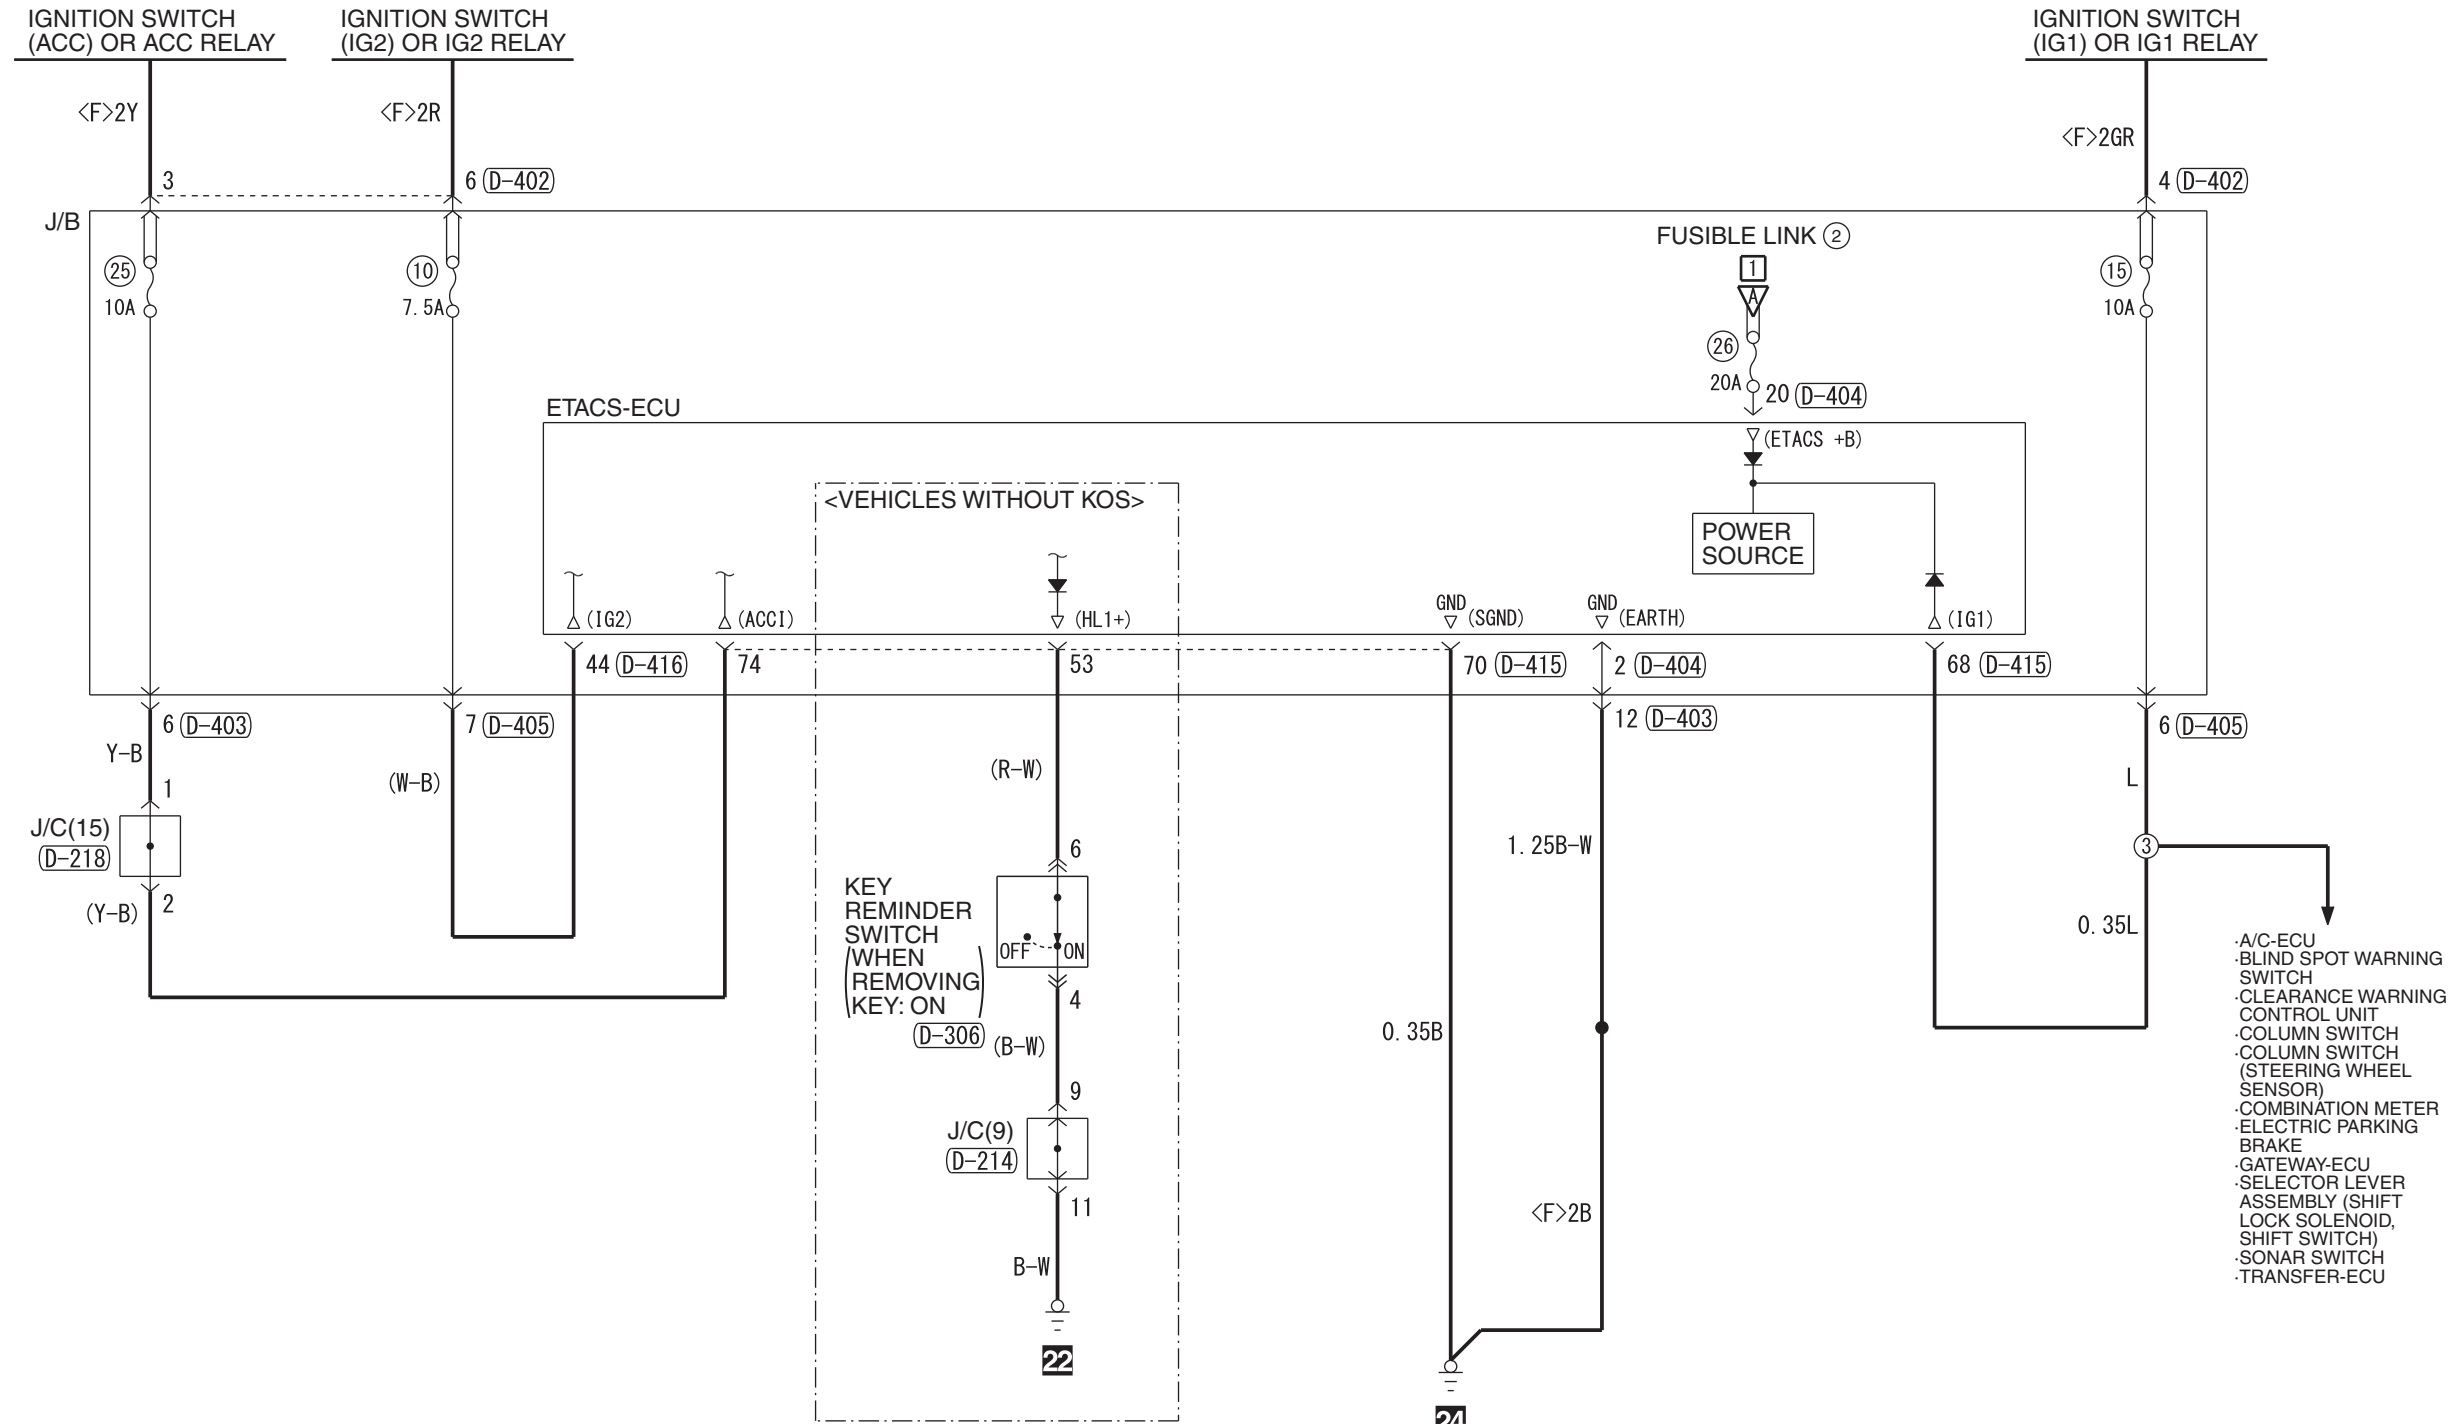 IGNITION SWITCH
(ACC) OR ACC RELAY
IGNITION SWITCH
(IG2) OR IG2 RELAY
IGNITION SWITCH
(IG1) OR IG1 RELAY
<F>2Y
<F>2R
<F>2GR
3
6 (D-402)
4 (D-402)
J/B
FUSIBLE LINK 2
1
A
25
10A
10
7.5A
15
10A
26
20A
20 (D-404)
ETACS-ECU
(ETACS +B)
<VEHICLES WITHOUT KOS>
POWER
SOURCE
(IG2)
(ACCI)
(HL1+)
GND
(SGND)
GND
(EARTH)
(IG1)
44 (D-416)
74
53
70 (D-415)
2 (D-404)
68 (D-415)
6 (D-403)
7 (D-405)
12 (D-403)
6 (D-405)
Y-B
(W-B)
(R-W)
L
1
J/C(15)
(D-218)
2
(Y-B)
6
1.25B-W
3
KEY
REMINDER
SWITCH
(WHEN
REMOVING
KEY: ON)
OFF
ON
(D-306)
4
(B-W)
0.35B
0.35L
9
J/C(9)
(D-214)
11
B-W
<F>2B
22
24
·A/C-ECU
·BLIND SPOT WARNING
SWITCH
·CLEARANCE WARNING
CONTROL UNIT
·COLUMN SWITCH
·COLUMN SWITCH
(STEERING WHEEL
SENSOR)
·COMBINATION METER
·ELECTRIC PARKING
BRAKE
·GATEWAY-ECU
·SELECTOR LEVER
ASSEMBLY (SHIFT
LOCK SOLENOID,
SHIFT SWITCH)
·SONAR SWITCH
·TRANSFER-ECU